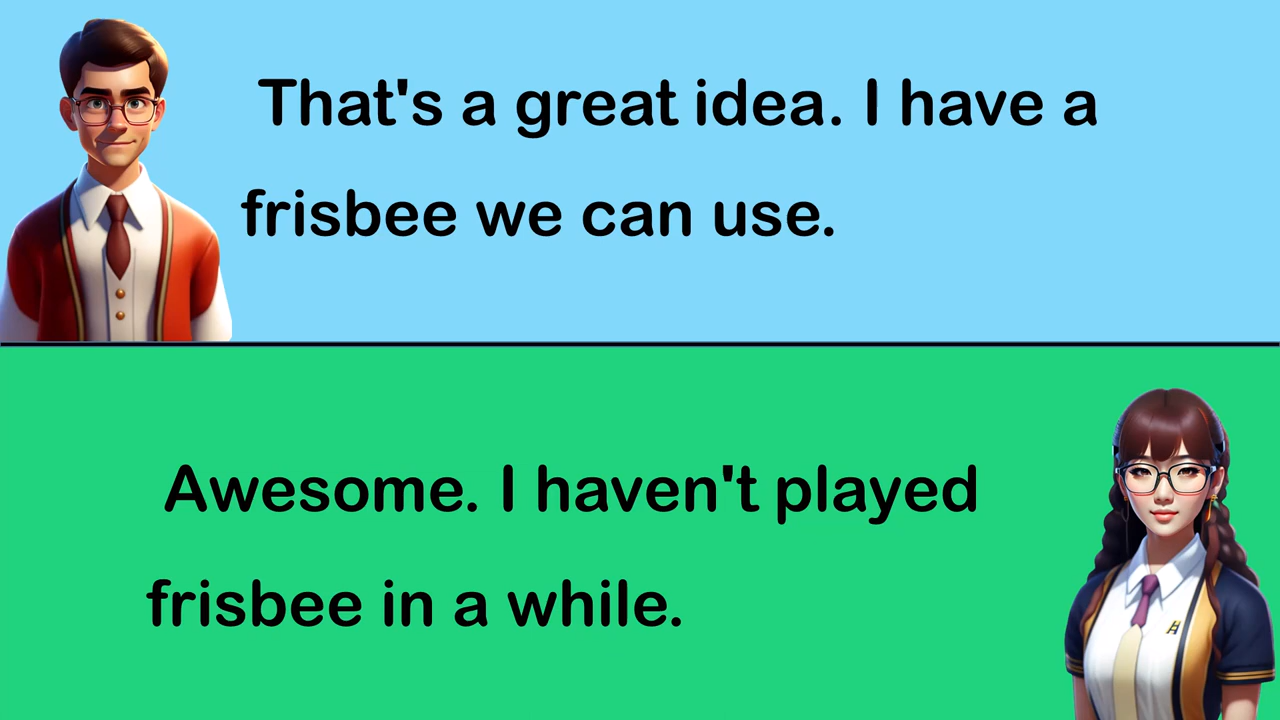 That's a great idea. I have a
frisbee we can use.
Awesome. I haven't played
frisbee in a while.